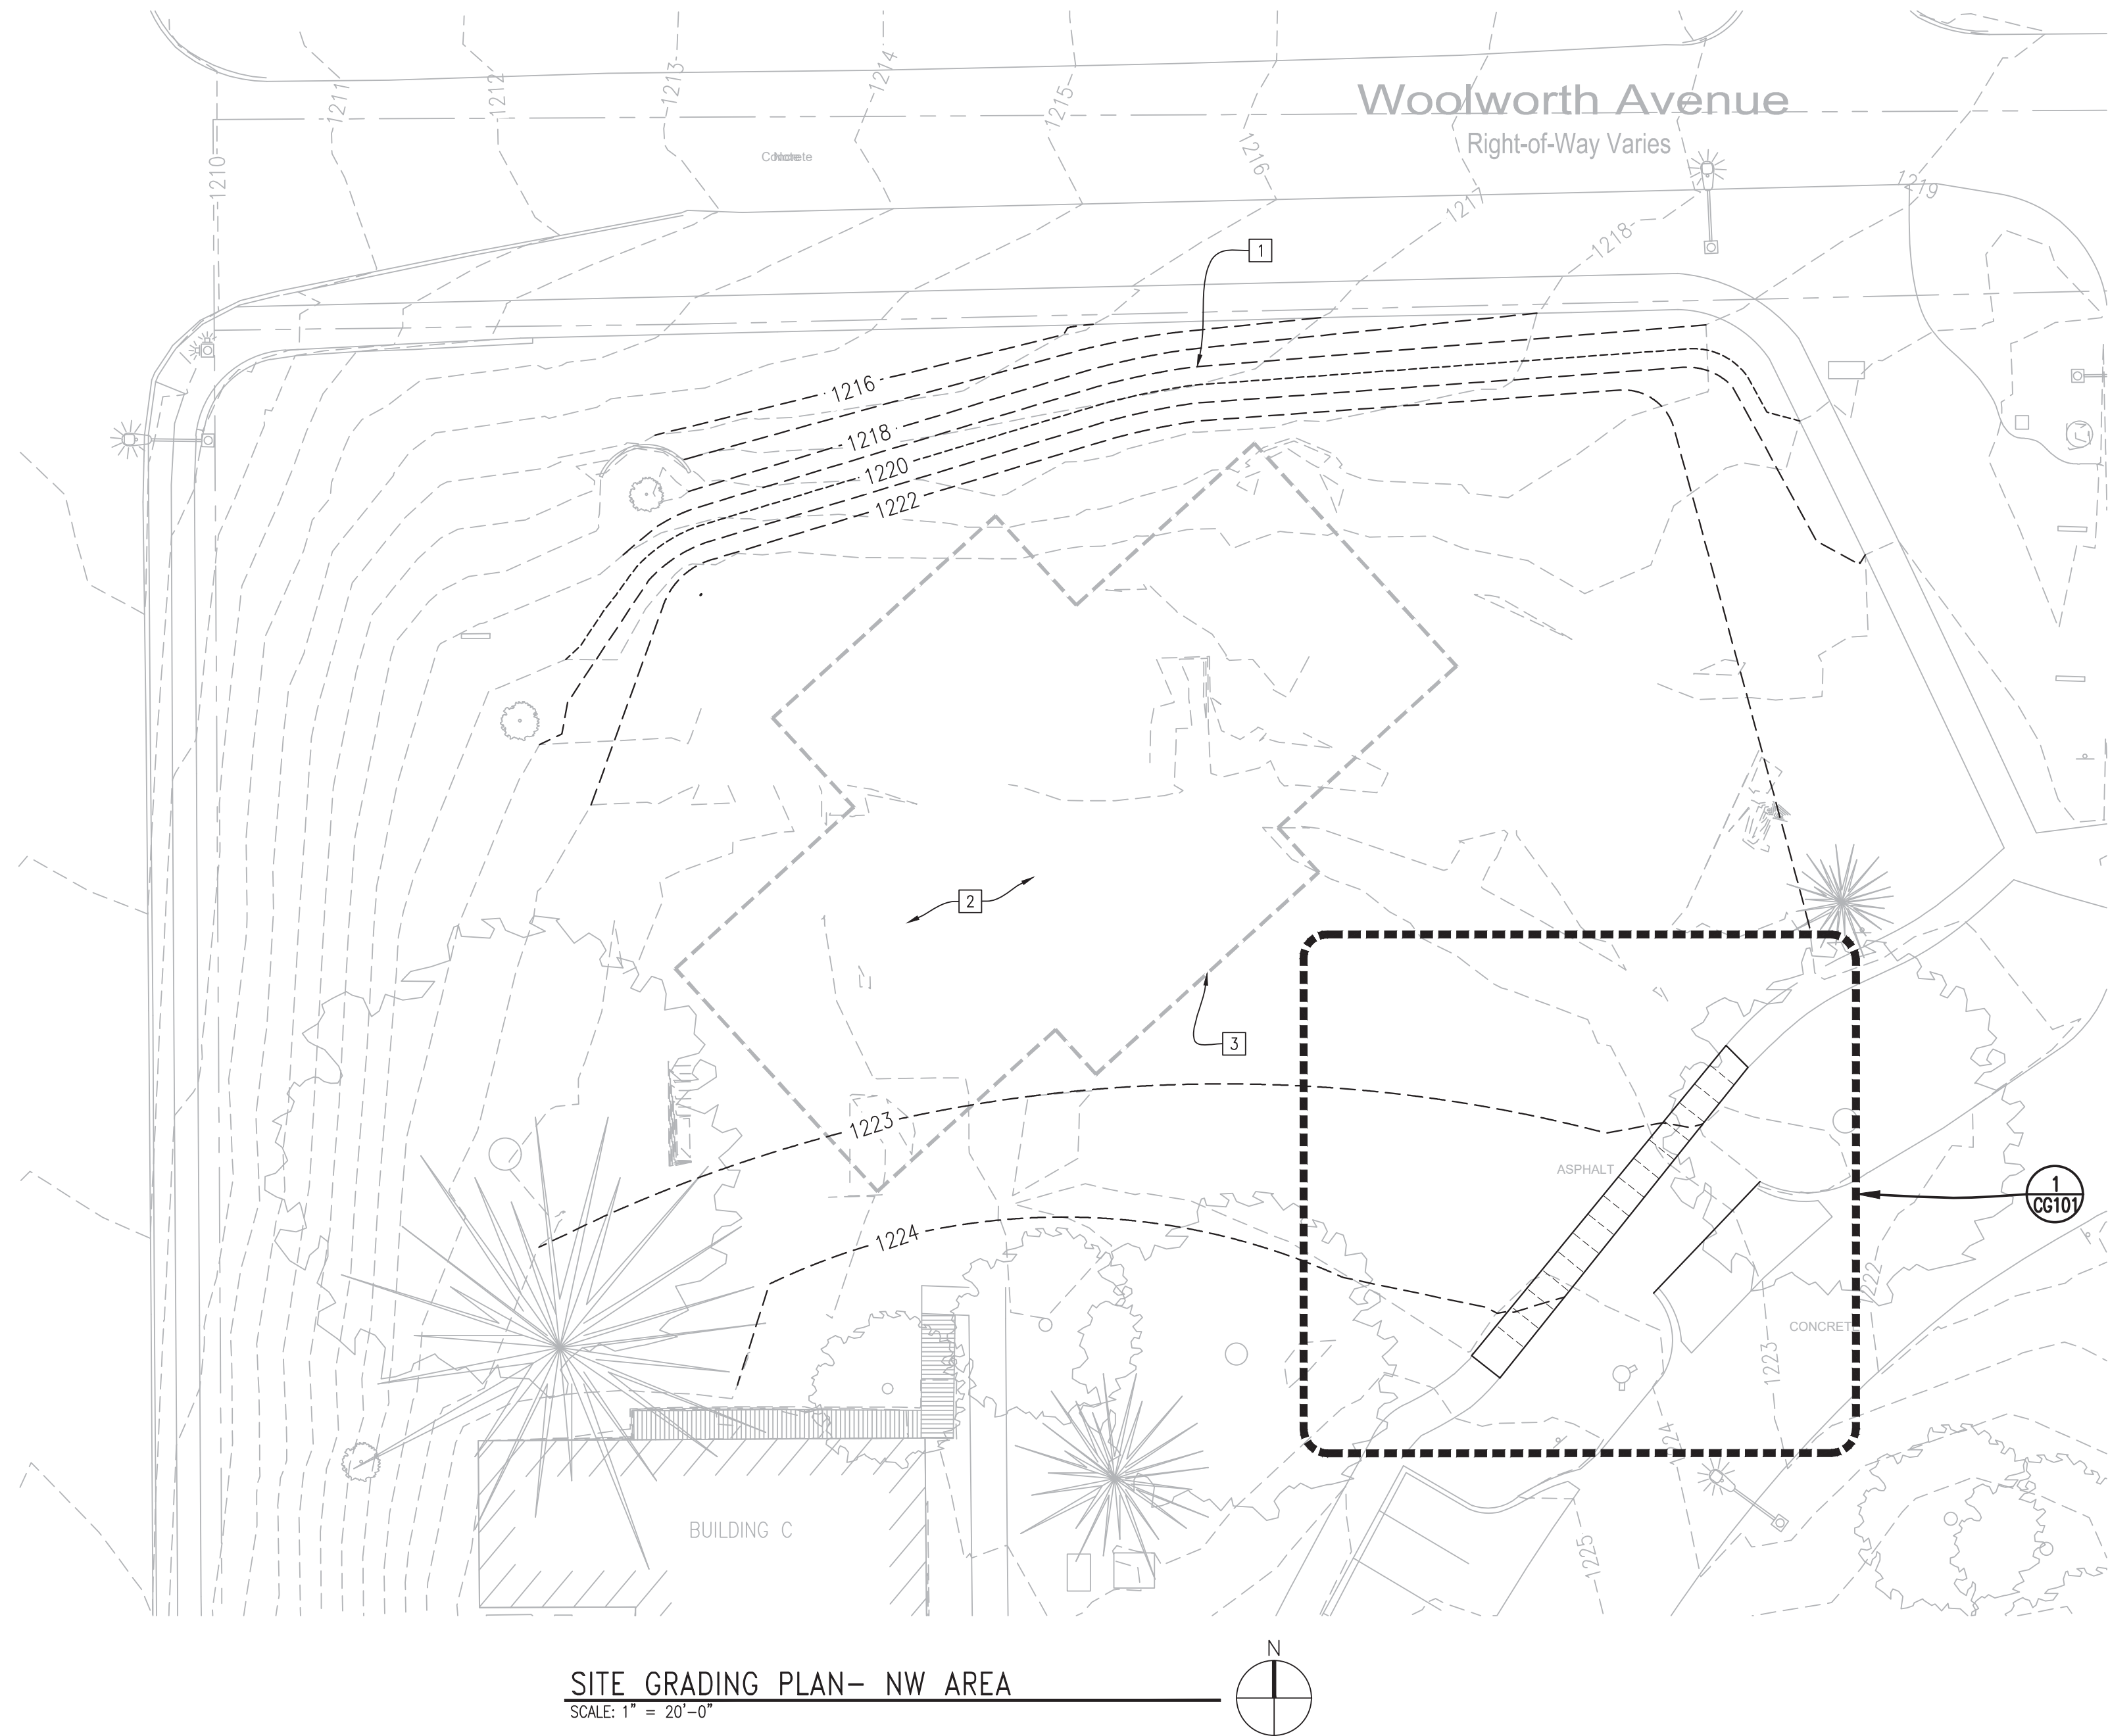 1214
1213
1212
1211
1215
Woolworth Avenue
Right-of-Way Varies
1216
1210
1219
1217
1218
1
1216
1218
1220
1222
2
3
1223
1224
ASPHALT
1
CG101
1222
CONCRETE
1223
1224
BUILDING C
1225
N
SITE GRADING PLAN– NW AREA
SCALE: 1" = 20'–0"